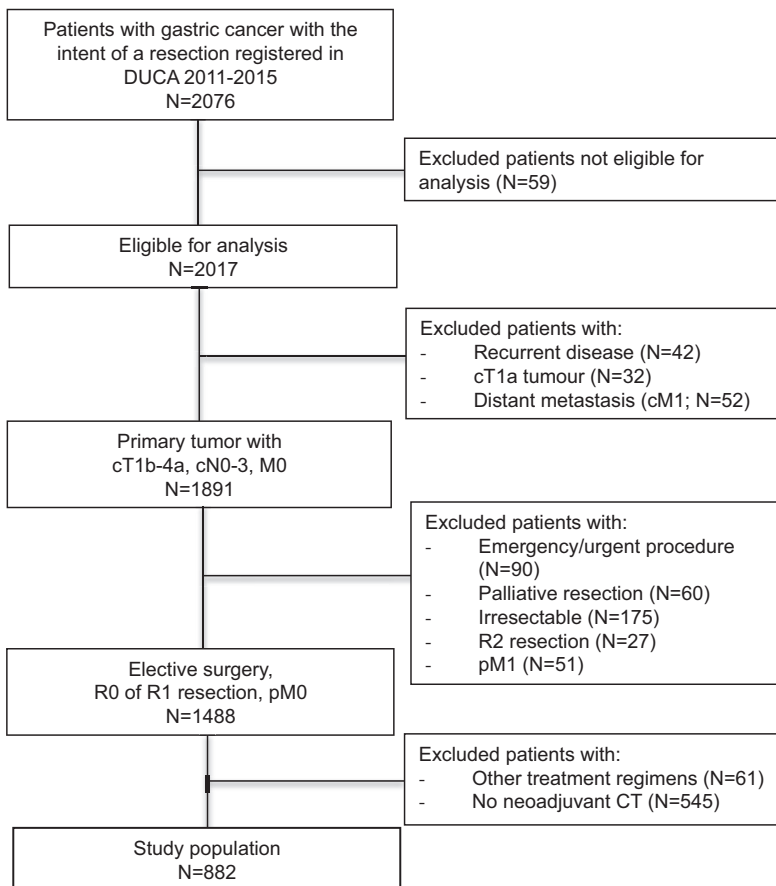 Patients with gastric cancer with the
intent of a resection registered in
DUCA 2011-2015
N=2076
Excluded patients not eligible for
analysis (N=59)
Eligible for analysis
N=2017
Excluded patients with:
- Recurrent disease (N=42)
- cT1a tumour (N=32)
- Distant metastasis (cM1; N=52)
Primary tumor with
cT1b-4a, cN0-3, M0
N=1891
Excluded patients with:
- Emergency/urgent procedure
(N=90)
- Palliative resection (N=60)
- Irresectable (N=175)
- R2 resection (N=27)
- pM1 (N=51)
Elective surgery,
R0 of R1 resection, pM0
N=1488
Excluded patients with:
- Other treatment regimens (N=61)
- No neoadjuvant CT (N=545)
Study population
N=882